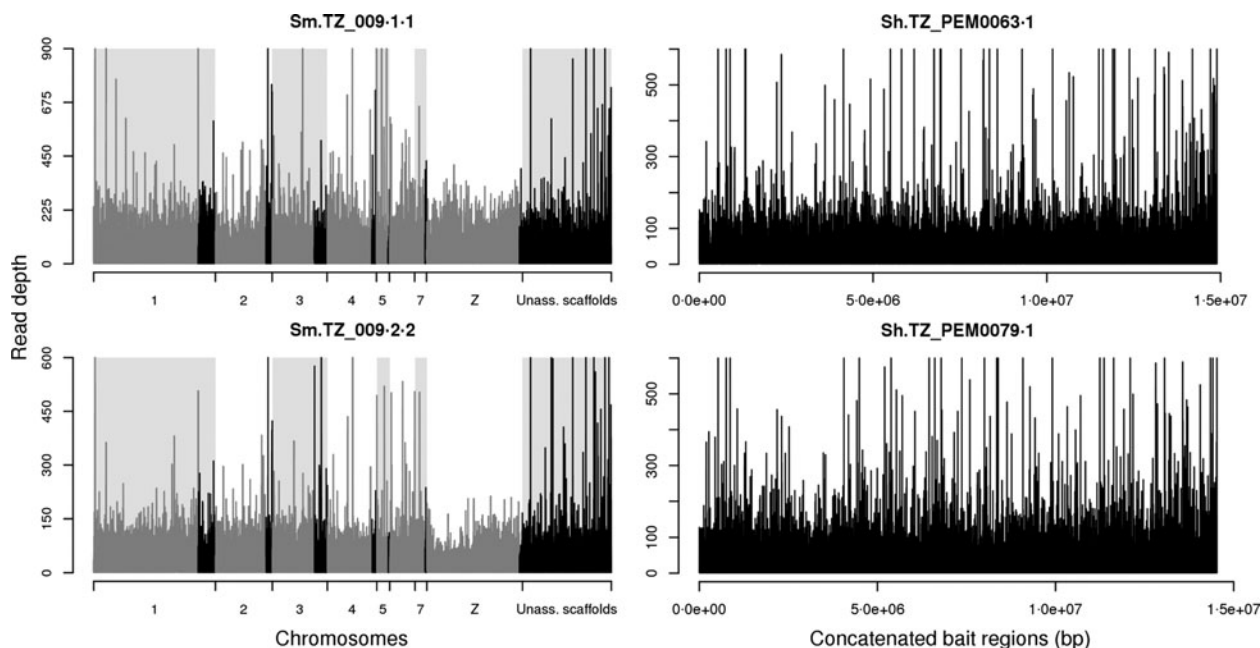 Sm.TZ_009·1·1
Sh.TZ_PEM0063·1
Read depth
900
675
450
225
0
1
2
3
4
5
7
Z
Unass. scaffolds
500
300
100
0
0·0e+00
5·0e+06
1·0e+07
1·5e+07
Sm.TZ_009·2·2
Sh.TZ_PEM0079·1
600
450
300
150
0
1
2
3
4
5
7
Z
Unass. scaffolds
Chromosomes
500
300
100
0
0·0e+00
5·0e+06
1·0e+07
1·5e+07
Concatenated bait regions (bp)